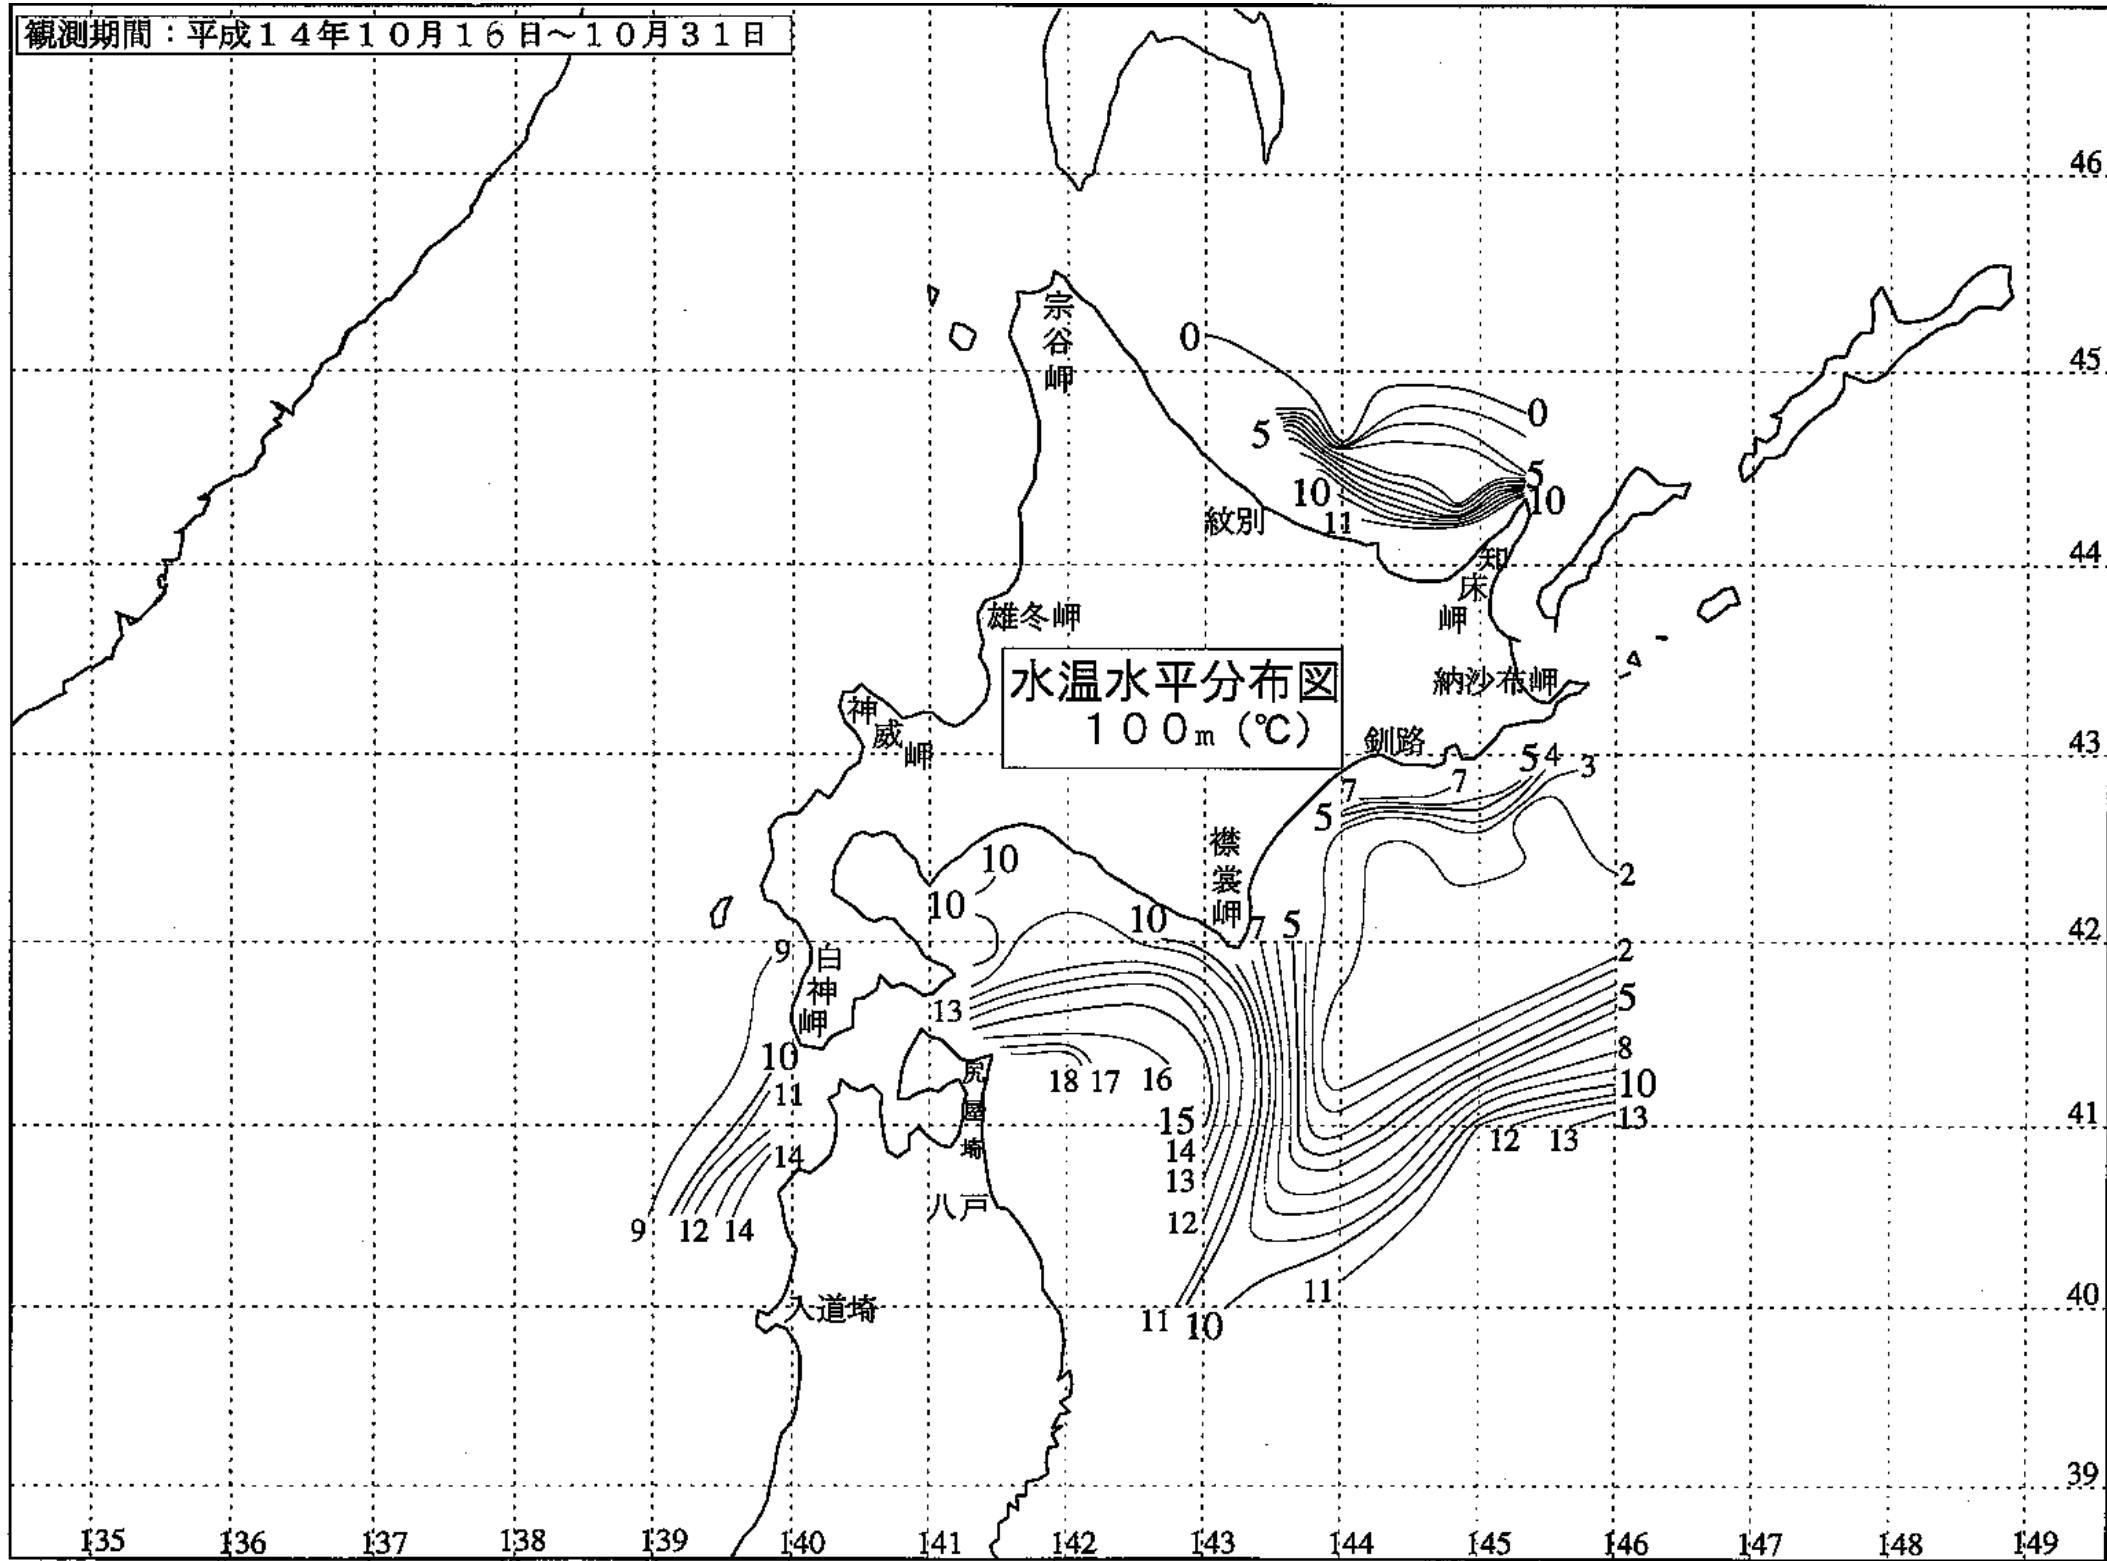 観測期間：平成１４年１０月１６日～１０月３１日
46
宗谷岬
0
45
0
5
5
10
10
紋別
11
44
知床岬
雄冬岬
水温水平分布図
１００ｍ（℃）
納沙布岬
神威岬
釧路
43
5 4 3
7
7
5
襟裳岬
10
2
10
10
7 5
42
9
白神岬
2
13
5
10
8
18 17 16
10
11
尻屋埼
15
41
12 13
13
14
14
13
八戸
9 12 14
12
11
40
入道埼
11 10
39
135 136 137 138 139 140 141 142 143 144 145 146 147 148 149